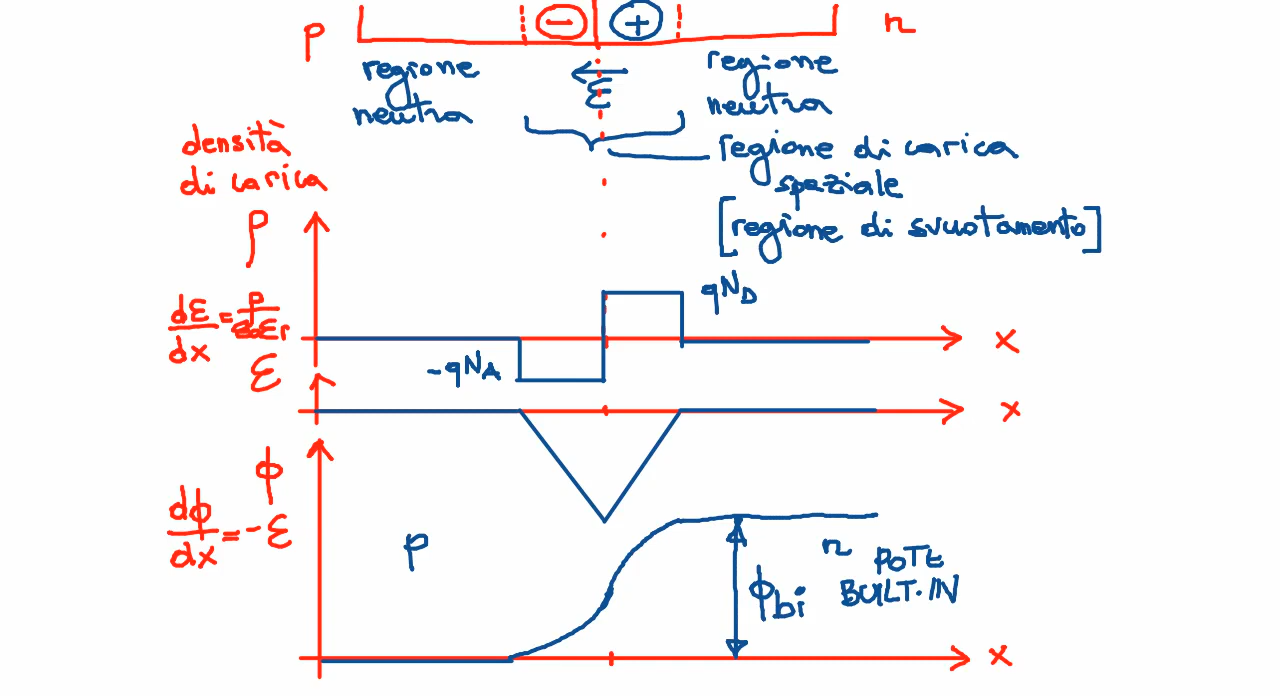 p − + n
regione
neutra
ℰ
regione
neutra
densità
di carica
ρ
regione di carica
spaziale
[regione di svuotamento]
qN_D
dℰ/dx = ρ/ε₀εr
x
-qN_A
ℰ
x
ϕ
dϕ/dx = -ℰ
p
n POTE
BUILT-IN
ϕbi
x